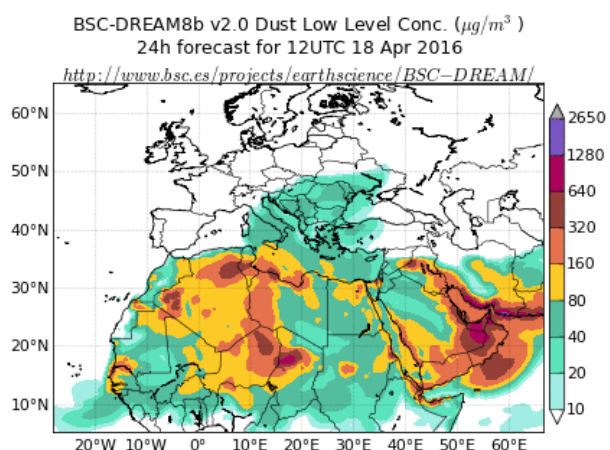 BSC-DREAM8b v2.0 Dust Low Level Conc. (μg/m³ )
24h forecast for 12UTC 18 Apr 2016
http://www.bsc.es/projects/earthscience/BSC−DREAM/
60°N
50°N
40°N
30°N
20°N
10°N
20°W 10°W 0° 10°E 20°E 30°E 40°E 50°E 60°E
2650
1280
640
320
160
80
40
20
10